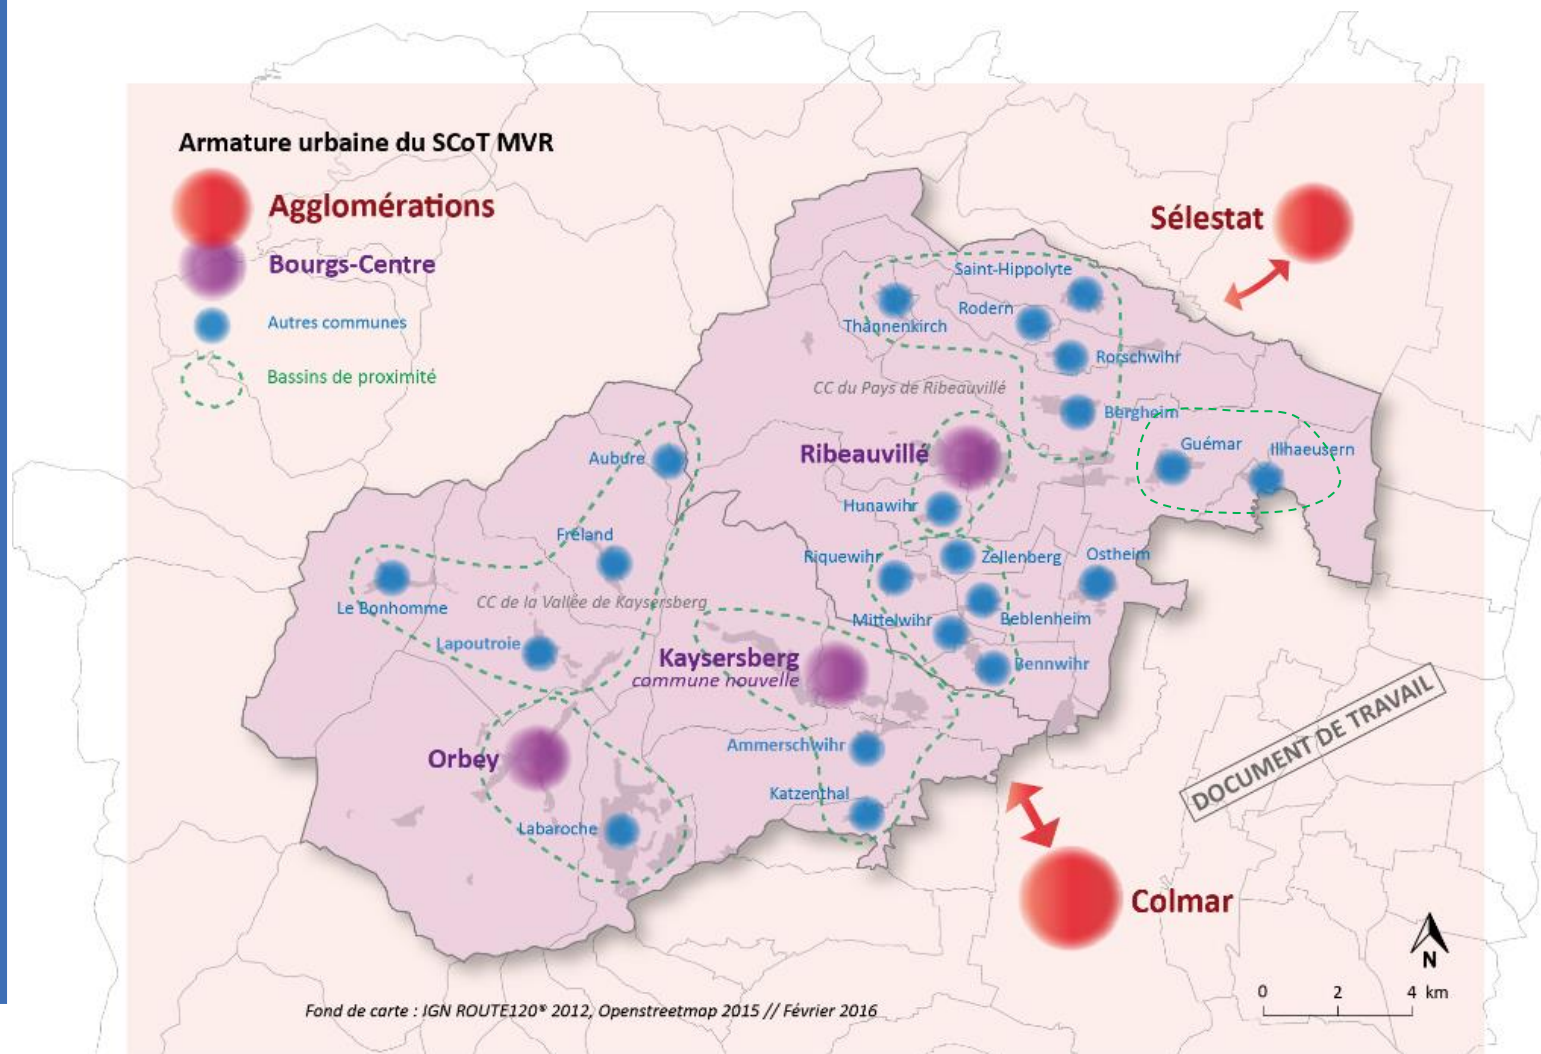 Armature urbaine du SCoT MVR
Agglomérations
Bourgs-Centre
Autres communes
Bassins de proximité
Sélestat
Saint-Hippolyte
Rodern
Thannenkirch
Rorschwihr
CC du Pays de Ribeauvillé
Bergheim
Ribeauvillé
Guémar
Illhaeusern
Aubure
Hunawihr
Fréland
Riquewihr
Zellenberg
Ostheim
Le Bonhomme
CC de la Vallée de Kaysersberg
Mittelwihr
Beblenheim
Lapoutroie
Kaysersberg
commune nouvelle
Bennwihr
Orbey
Ammerschwihr
Katzenthal
Labaroche
DOCUMENT DE TRAVAIL
Colmar
N
0 2 4 km
Fond de carte : IGN ROUTE120® 2012, Openstreetmap 2015 // Février 2016